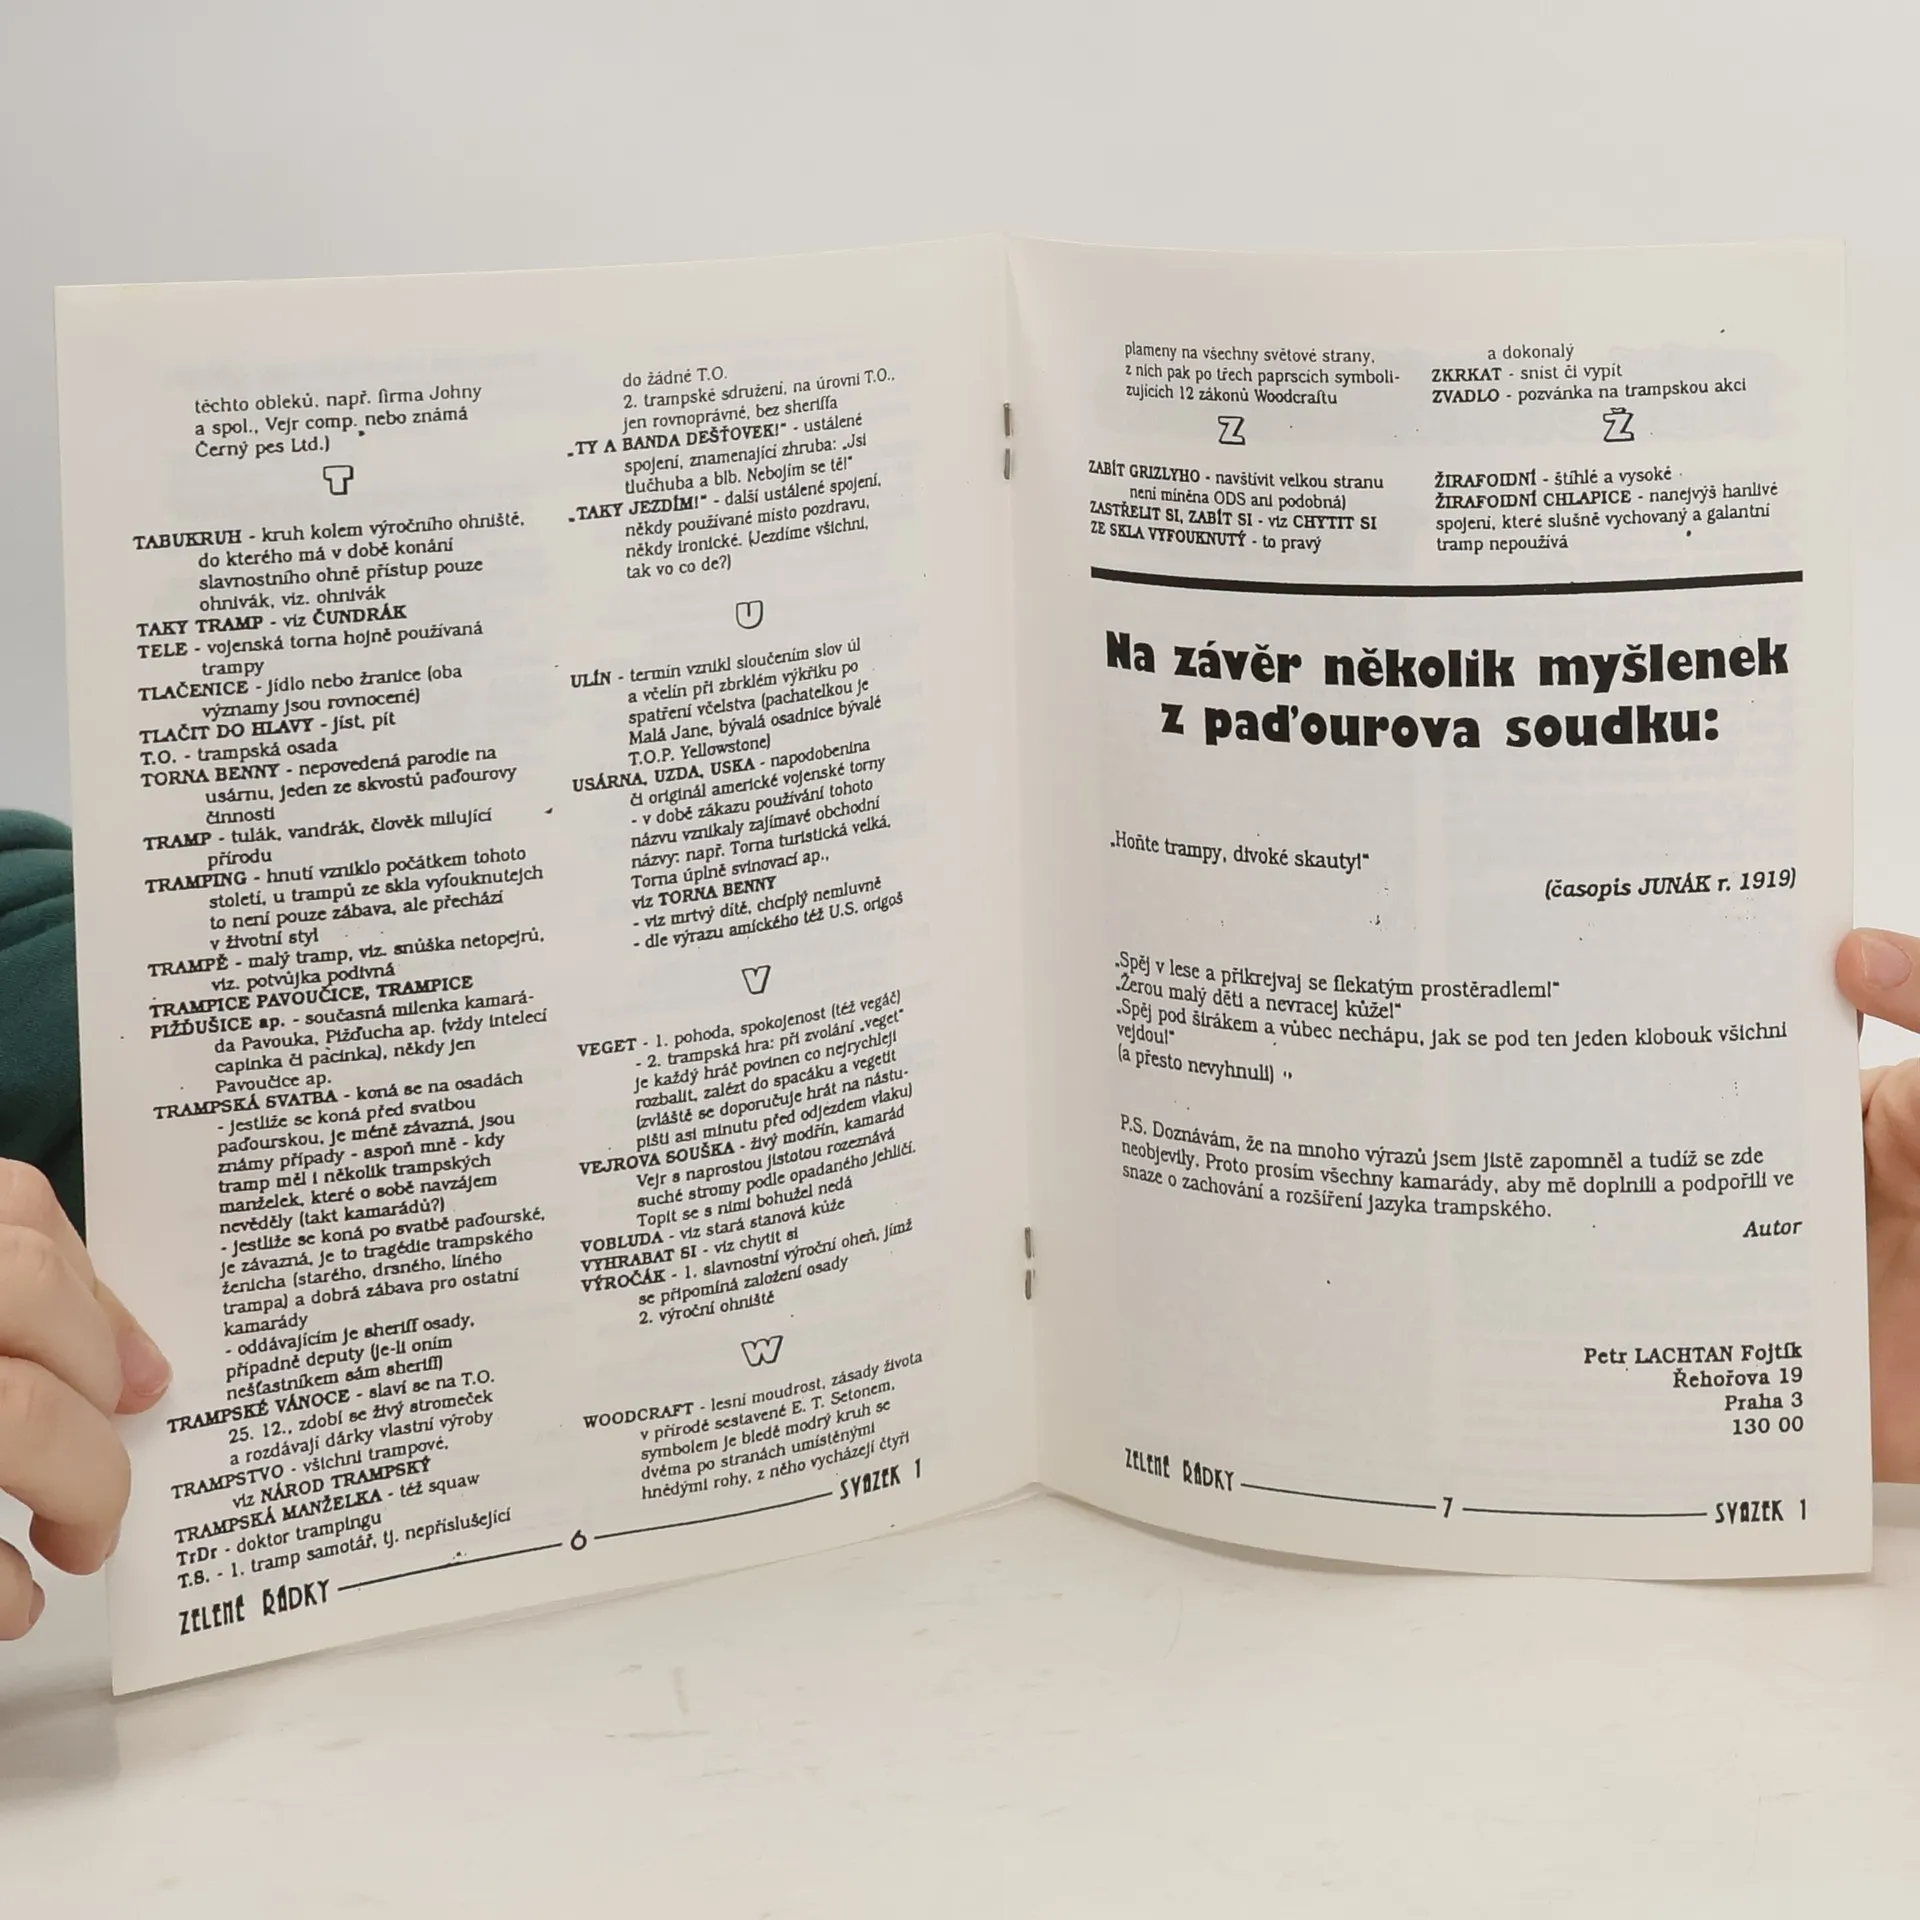 těchto obleků, např. firma Johny
a spol., Vejr comp. nebo známá
Černý pes Ltd.)
T
TABUKRUH - kruh kolem výročního ohniště,
do kterého má v době konání
slavnostního ohně přístup pouze
ohnivák, viz. ohnivák
TAKY TRAMP - viz ČUNDRÁK
TELE - vojenská torna hojně používaná
trampy
TLAČENICE - jídlo nebo žranice (oba
významy jsou rovnocené)
TLAČIT DO HLAVY - jíst, pít
T.O. - trampská osada
TORNA BENNY - nepovedená parodie na
usárnu, jeden ze skvostů paďourovy
činnosti
TRAMP - tulák, vandrák, člověk milující
přírodu
TRAMPING - hnutí vzniklo počátkem tohoto
století, u trampů ze skla vyfouknutejch
to není pouze zábava, ale přechází
v životní styl
TRAMPĚ - malý tramp, viz. snůška netopejrů,
viz. potvůjka podivná
TRAMPICE PAVOUČICE, TRAMPICE
PIŽĎUŠICE ap. - současná milenka kamará-
da Pavouka, Pižďucha ap. (vždy intelecí
capinka či pacinka), někdy jen
Pavoučice ap.
TRAMPSKÁ SVATBA - koná se na osadách
- jestliže se koná před svatbou
paďourskou, je méně závazná, jsou
známy případy - aspoň mně - kdy
tramp měl i několik trampských
manželek, které o sobě navzájem
nevěděly (takt kamarádů?)
- jestliže se koná po svatbě paďourské,
je závazná, je to tragédie trampského
ženicha (starého, drsného, líného
trampa) a dobrá zábava pro ostatní
kamarády
- oddávajícím je sheriff osady,
případně deputy (je-li oním
nešťastníkem sám sheriff)
TRAMPSKÉ VÁNOCE - slaví se na T.O.
25. 12., zdobí se živý stromeček
a rozdávají dárky vlastní výroby
TRAMPSTVO - všichni trampové,
viz NÁROD TRAMPSKÝ
TRAMPSKÁ MANŽELKA - též squaw
TrDr - doktor trampingu
T.S. - 1. tramp samotář, tj. nepříslušející
do žádné T.O.
2. trampské sdružení, na úrovni T.O.,
jen rovnoprávné, bez sheriffa
„TY A BANDA DEŠŤOVEK!“ - ustálené
spojení, znamenající zhruba: „Jsi
tlučhuba a blb. Nebojím se tě!“
„TAKY JEZDÍM!“ - další ustálené spojení,
někdy používané místo pozdravu,
někdy ironické. (Jezdíme všichni,
tak vo co de?)
U
ULÍN - termín vznikl sloučením slov úl
a včelín při zbrklém výkřiku po
spatření včelstva (pachatelkou je
Malá Jane, bývalá osadnice bývalé
T.O.P. Yellowstone)
USÁRNA, UZDA, USKA - napodobenina
či originál americké vojenské torny
- v době zákazu používání tohoto
názvu vznikaly zajímavé obchodní
názvy: např. Torna turistická velká,
Torna úplně svinovací ap.,
viz TORNA BENNY
- viz mrtvý dítě, chcíplý nemluvně
- dle výrazu amíckého též U.S. origoš
V
VEGET - 1. pohoda, spokojenost (též vegáč)
- 2. trampská hra: při zvolání „veget“
je každý hráč povinen co nejrychleji
rozbalit, zalézt do spacáku a vegetit
(zvláště se doporučuje hrát na nástu-
pišti asi minutu před odjezdem vlaku)
VEJROVA SOUŠKA - živý modřín, kamarád
Vejr s naprostou jistotou rozeznává
suché stromy podle opadaného jehličí.
Topit se s nimi bohužel nedá
VOBLUDA - viz stará stanová kůže
VYHRABAT SI - viz chytit si
VÝROČÁK - 1. slavnostní výroční oheň, jímž
se připomíná založení osady
2. výroční ohniště
W
WOODCRAFT - lesní moudrost, zásady života
v přírodě sestavené E. T. Setonem,
symbolem je bledě modrý kruh se
dvěma po stranách umístěnými
hnědými rohy, z něho vycházejí čtyři
ZELENÉ ŘÁDKY 6 SVAZEK 1
plameny na všechny světové strany,
z nich pak po třech paprscích symboli-
zujících 12 zákonů Woodcraftu
Z
ZABÍT GRIZLYHO - navštívit velkou stranu
není míněna ODS ani podobná)
ZASTŘELIT SI, ZABÍT SI - viz CHYTIT SI
ZE SKLA VYFOUKNUTÝ - to pravý
a dokonalý
ZKRKAT - sníst či vypít
ZVADLO - pozvánka na trampskou akci
Ž
ŽIRAFOIDNÍ - štíhlé a vysoké
ŽIRAFOIDNÍ CHLAPICE - nanejvýš hanlivé
spojení, které slušně vychovaný a galantní
tramp nepoužívá
Na závěr několik myšlenek
z paďourova soudku:
„Hoňte trampy, divoké skauty!“
(časopis JUNÁK r. 1919)
„Spěj v lese a přikrejvaj se flekatým prostěradlem!“
„Žerou malý děti a nevracej kůže!“
„Spěj pod širákem a vůbec nechápu, jak se pod ten jeden klobouk všichni
vejdou!“
(a přesto nevyhnuli)
P.S. Doznávám, že na mnoho výrazů jsem jistě zapomněl a tudíž se zde
neobjevily. Proto prosím všechny kamarády, aby mě doplnili a podpořili ve
snaze o zachování a rozšíření jazyka trampského.
Autor
Petr LACHTAN Fojtík
Řehořova 19
Praha 3
130 00
ZELENÉ ŘÁDKY 7 SVAZEK 1